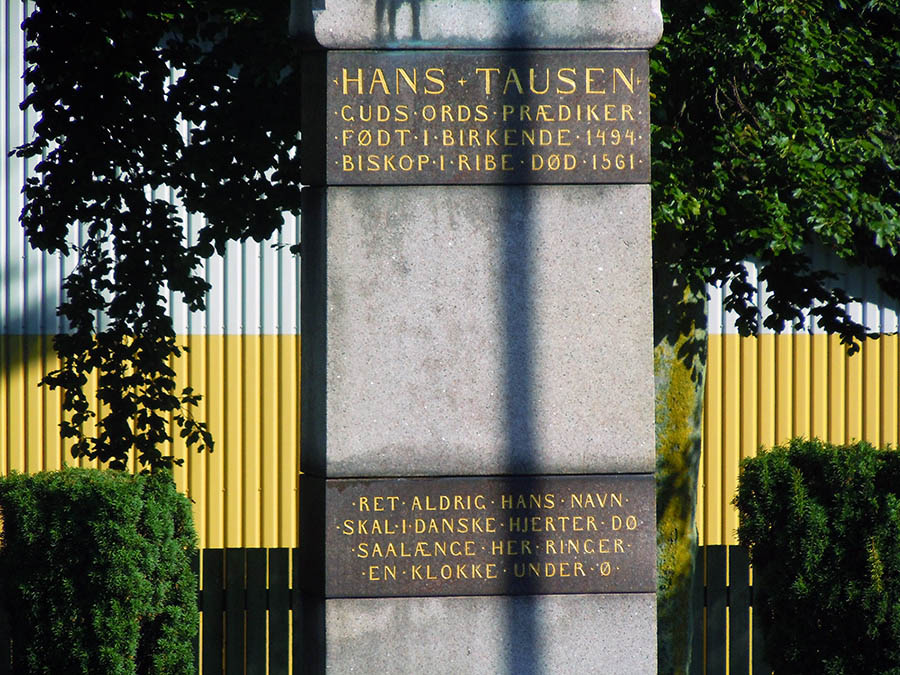 ·HANS·TAUSEN·
·GUDS·ORDS·PRÆDIKER·
·FØDT·I·BIRKENDE·1494·
·BISKOP·I·RIBE·DØD·1561·
·RET·ALDRIG·HANS·NAVN·
·SKAL·I·DANSKE·HJERTER·DØ·
·SAALÆNGE·HER·RINGER·
·EN·KLOKKE·UNDER·Ø·